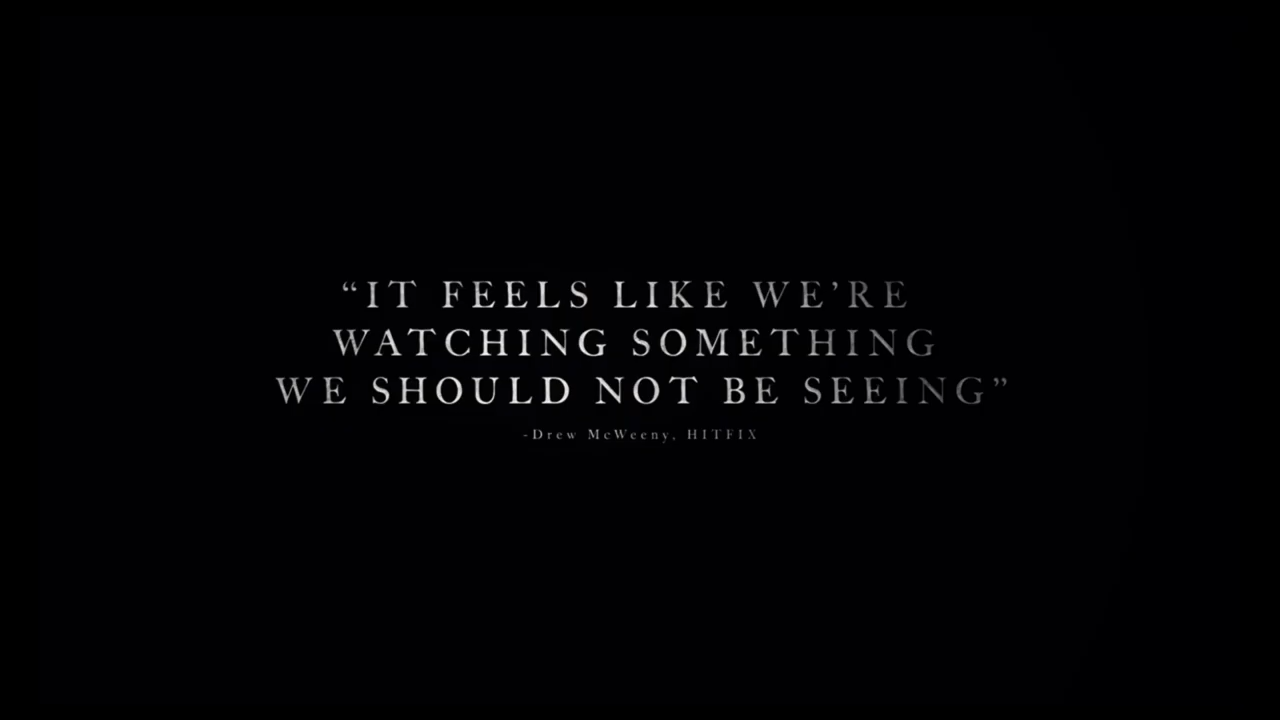 “IT FEELS LIKE WE’RE
WATCHING SOMETHING
WE SHOULD NOT BE SEEING”
-Drew McWeeny, HITFIX